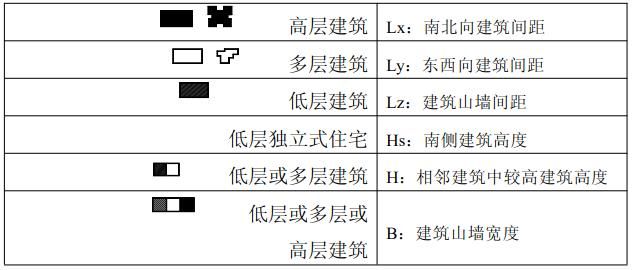 高层建筑 Lx：南北向建筑间距
多层建筑 Ly：东西向建筑间距
低层建筑 Lz：建筑山墙间距
低层独立式住宅 Hs：南侧建筑高度
低层或多层建筑 H：相邻建筑中较高建筑高度
低层或多层或
高层建筑
B：建筑山墙宽度